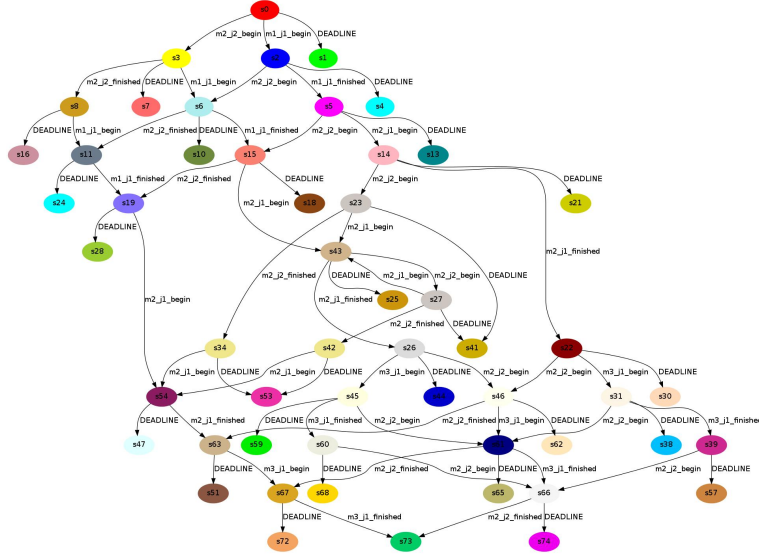 s0
m2_j2_begin m1_j1_begin DEADLINE
s3 s1
m2_j2_finished DEADLINE m1_j1_begin m2_j2_begin m1_j1_finished DEADLINE
s8 s7 s6 s5 s4
DEADLINE m1_j1_begin m2_j2_finished DEADLINE m1_j1_finished m2_j2_begin m2_j1_begin DEADLINE
s16 s11 s10 s15 s14 s13
DEADLINE m1_j1_finished m2_j2_finished DEADLINE m2_j2_begin DEADLINE
s24 s19 s18 s23 s21
m2_j1_begin
DEADLINE m2_j1_begin
s28 s43 m2_j1_finished
m2_j1_begin DEADLINE m2_j1_begin m2_j2_begin DEADLINE
m2_j2_finished m2_j1_finished
s25 s27
m2_j2_finished DEADLINE
s34 s42 s26 s41 s22
m2_j1_begin DEADLINE m2_j1_begin DEADLINE m3_j1_begin DEADLINE m2_j2_begin m2_j2_begin m3_j1_begin DEADLINE
s54 s53 s45 s46 s31 s30
DEADLINE m2_j1_finished DEADLINE m3_j1_finished m2_j2_begin m2_j2_finished m3_j1_begin DEADLINE m2_j2_begin DEADLINE m3_j1_finished
s47 s63 s59 s60 s62 s38 s39
DEADLINE m3_j1_begin DEADLINE m2_j2_finished m2_j2_begin DEADLINE m3_j1_finished m2_j2_begin DEADLINE
s51 s67 s68 s65 s66 s57
DEADLINE m3_j1_finished m2_j2_finished DEADLINE
s72 s73 s74